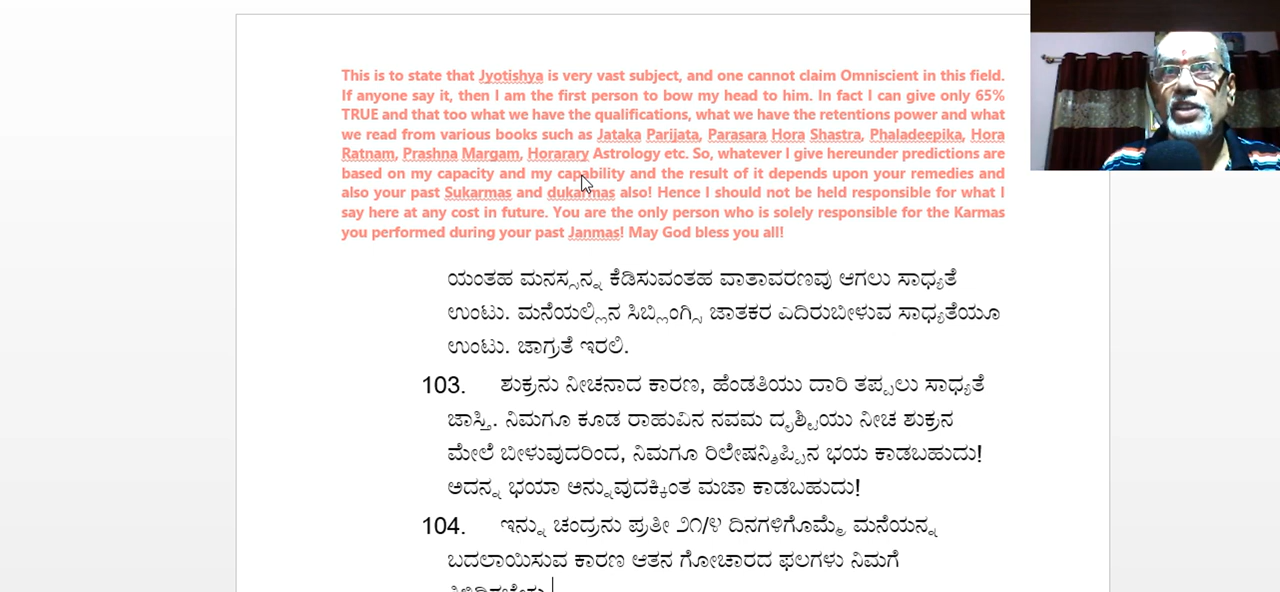 This is to state that Jyotishya is very vast subject, and one cannot claim Omniscient in this field.
If anyone say it, then I am the first person to bow my head to him. In fact I can give only 65%
TRUE and that too what we have the qualifications, what we have the retentions power and what
we read from various books such as Jataka Parijata, Parasara Hora Shastra, Phaladeepika, Hora
Ratnam, Prashna Margam, Horarary Astrology etc. So, whatever I give hereunder predictions are
based on my capacity and my capability and the result of it depends upon your remedies and
also your past Sukarmas and dukarmas also! Hence I should not be held responsible for what I
say here at any cost in future. You are the only person who is solely responsible for the Karmas
you performed during your past Janmas! May God bless you all!
ಯಂತಹ ಮನಸ್ಸನ್ನ ಕೆಡಿಸುವಂತಹ ವಾತಾವರಣವು ಆಗಲು ಸಾಧ್ಯತೆ
ಉಂಟು. ಮನೆಯಲ್ಲಿನ ಸಿಬ್ಲಿಂಗ್ಸಿ ಜಾತಕರ ಎದಿರುಬೀಳುವ ಸಾಧ್ಯತೆಯೂ
ಉಂಟು. ಜಾಗ್ರತೆ ಇರಲಿ.
103. ಶುಕ್ರನು ನೀಚನಾದ ಕಾರಣ, ಹೆಂಡತಿಯು ದಾರಿ ತಪ್ಪಲು ಸಾಧ್ಯತೆ
ಜಾಸ್ತಿ. ನಿಮಗೂ ಕೂಡ ರಾಹುವಿನ ನವಮ ದೃಶ್ಟಿಯು ನೀಚ ಶುಕ್ರನ
ಮೇಲೆ ಬೀಳುವುದರಿಂದ, ನಿಮಗೂ ರಿಲೇಷನ್ಶಿಪ್ಪಿನ ಭಯ ಕಾಡಬಹುದು!
ಅದನ್ನ ಭಯಾ ಅನ್ನುವುದಕ್ಕಿಂತ ಮಜಾ ಕಾಡಬಹುದು!
104. ಇನ್ನು ಚಂದ್ರನು ಪ್ರತೀ ೨೧/೪ ದಿನಗಳಿಗೊಮ್ಮೆ ಮನೆಯನ್ನ
ಬದಲಾಯಿಸುವ ಕಾರಣ ಆತನ ಗೋಚಾರದ ಫಲಗಳು ನಿಮಗೆ